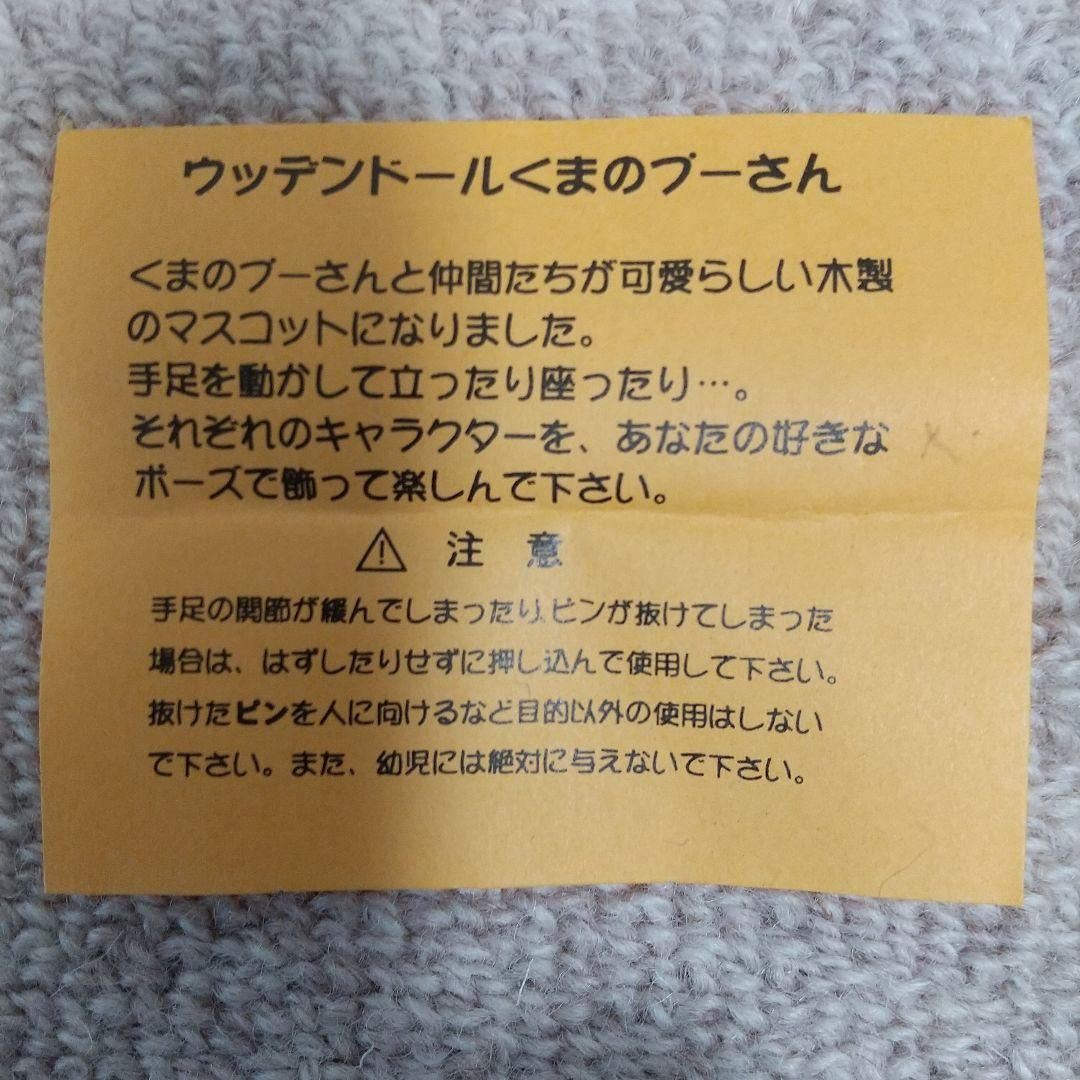 ウッデンドールくまのプーさん
くまのプーさんと仲間たちが可愛らしい木製
のマスコットになりました。
手足を動かして立ったり座ったり…。
それぞれのキャラクターを、あなたの好きな
ポーズで飾って楽しんで下さい。
⚠ 注 意
手足の関節が緩んでしまったり、ピンが抜けてしまった
場合は、はずしたりせずに押し込んで使用して下さい。
抜けたピンを人に向けるなど目的以外の使用はしない
で下さい。また、幼児には絶対に与えないで下さい。